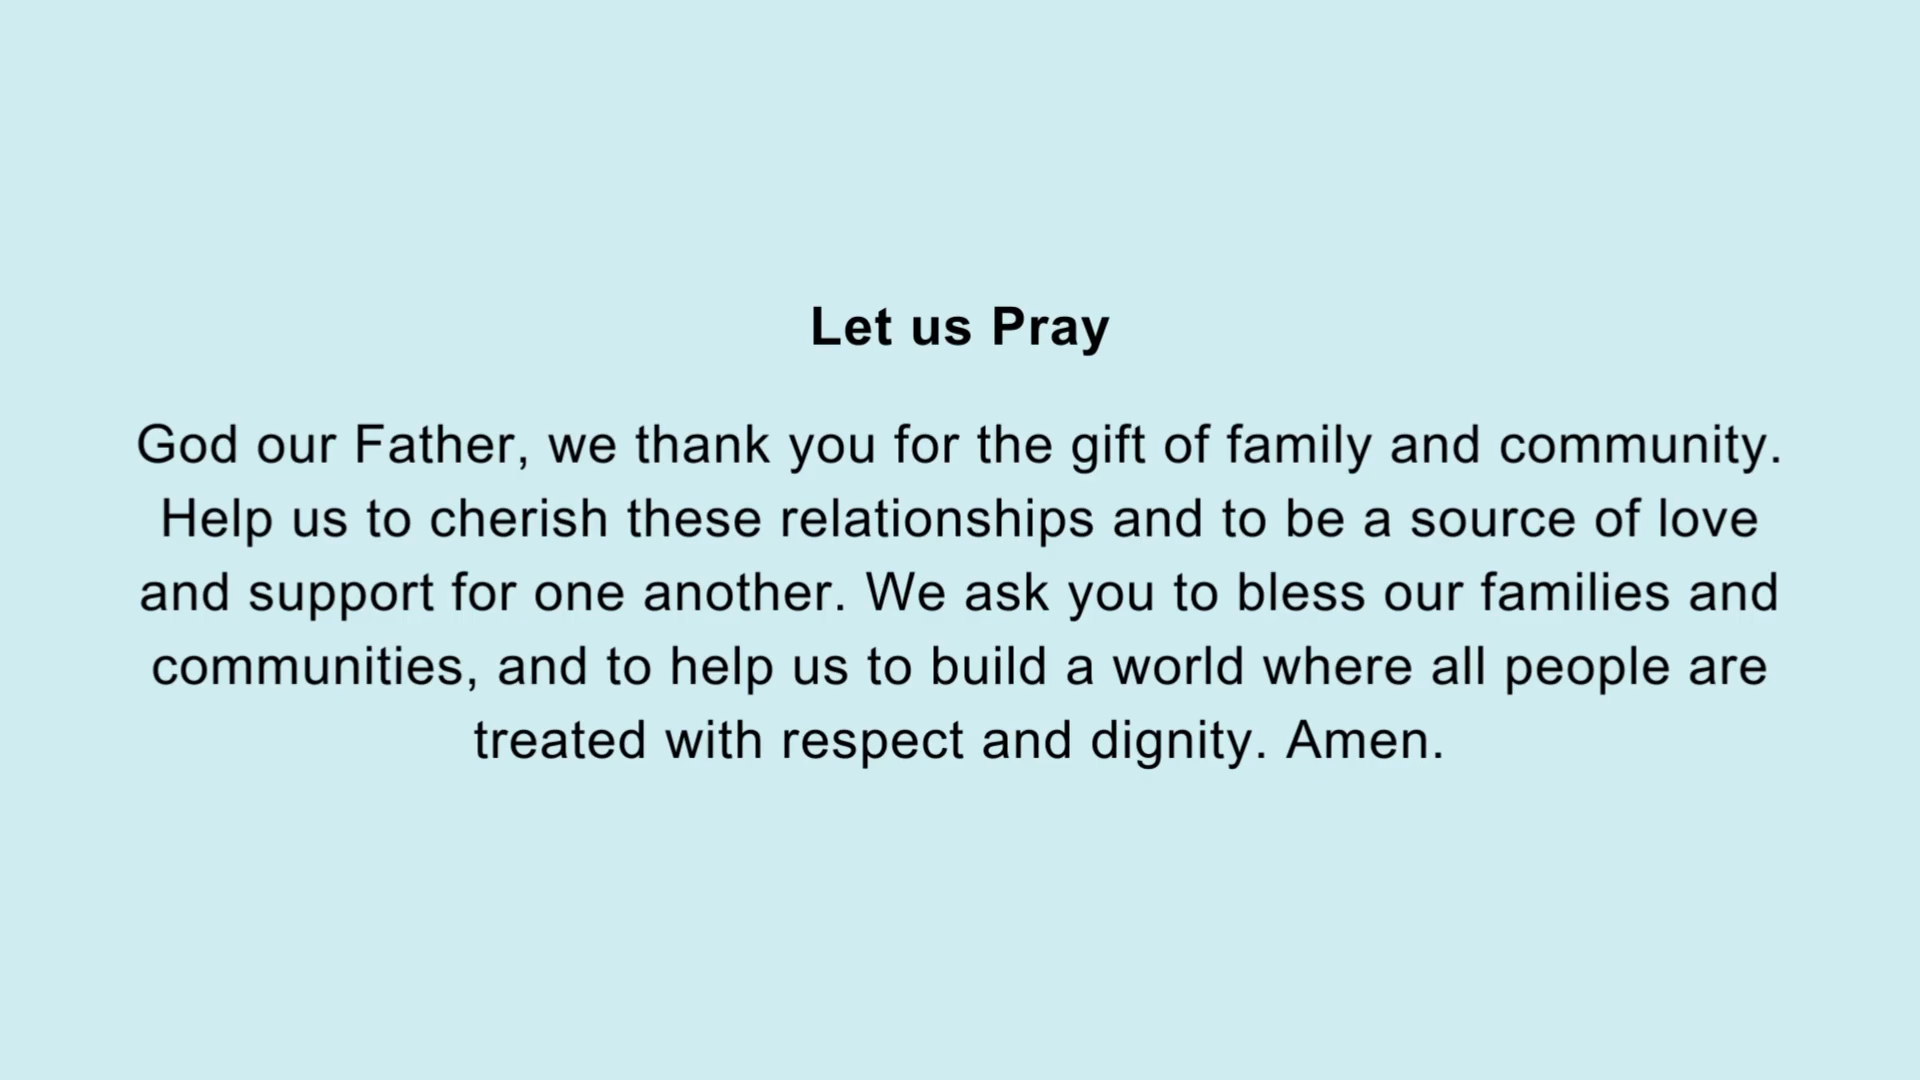 Let us Pray
God our Father, we thank you for the gift of family and community.
Help us to cherish these relationships and to be a source of love
and support for one another. We ask you to bless our families and
communities, and to help us to build a world where all people are
treated with respect and dignity. Amen.